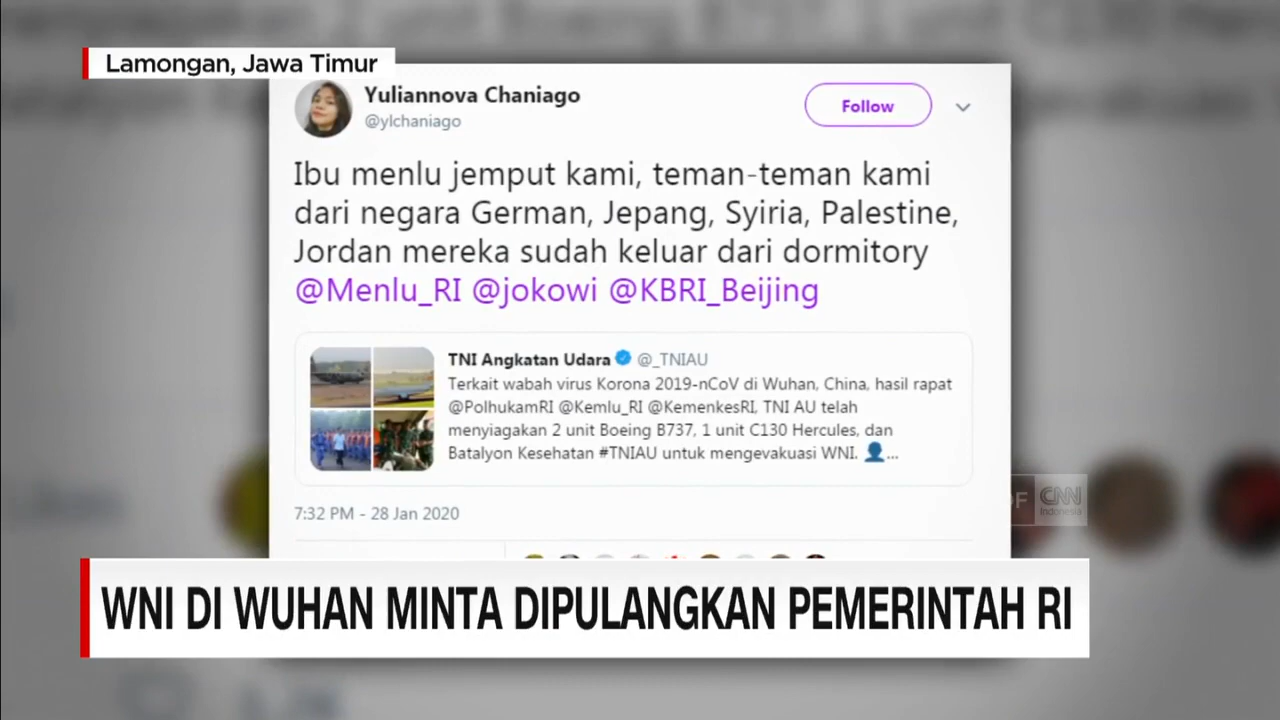 Lamongan, Jawa Timur
Yuliannova Chaniago
@ylchaniago
Follow
Ibu menlu jemput kami, teman-teman kami
dari negara German, Jepang, Syiria, Palestine,
Jordan mereka sudah keluar dari dormitory
@Menlu_RI @jokowi @KBRI_Beijing
TNI Angkatan Udara @_TNIAU
Terkait wabah virus Korona 2019-nCoV di Wuhan, China, hasil rapat
@PolhukamRI @Kemlu_RI @KemenkesRI, TNI AU telah
menyiagakan 2 unit Boeing B737, 1 unit C130 Hercules, dan
Batalyon Kesehatan #TNIAU untuk mengevakuasi WNI. 👤...
7:32 PM - 28 Jan 2020
CNN
Indonesia
WNI DI WUHAN MINTA DIPULANGKAN PEMERINTAH RI